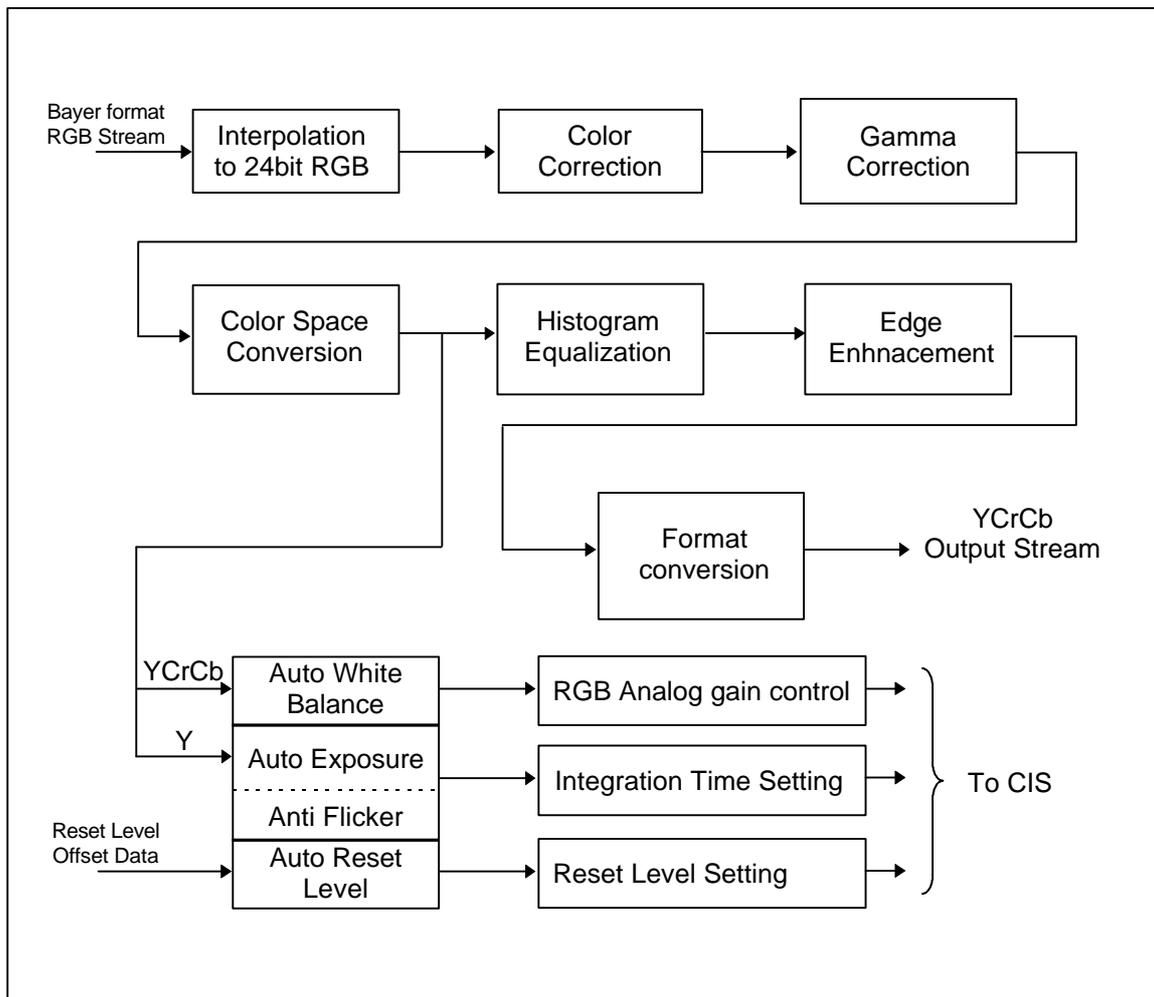 Bayer format
RGB Stream
Interpolation
to 24bit RGB
Color
Correction
Gamma
Correction
Color Space
Conversion
Histogram
Equalization
Edge
Enhnacement
Format
conversion
YCrCb
Output Stream
YCrCb
Auto White
Balance
RGB Analog gain control
Y
Auto Exposure
Integration Time Setting
To CIS
Anti Flicker
Reset Level
Offset Data
Auto Reset
Level
Reset Level Setting